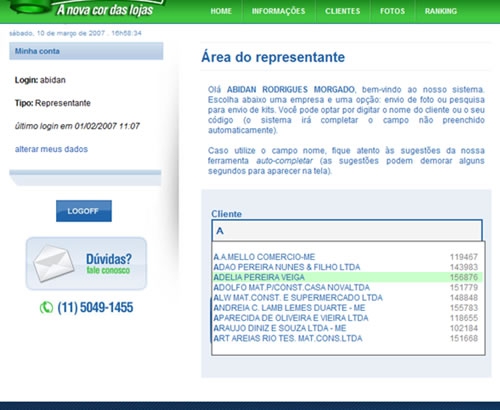 A nova cor das lojas
HOME INFORMAÇÕES CLIENTES FOTOS RANKING
sábado, 10 de março de 2007 . 16h58:34
Minha conta
Login: abidan
Tipo: Representante
último login em 01/02/2007 11:07
alterar meus dados
LOGOFF
Dúvidas?
fale conosco
(11) 5049-1455
Área do representante
Olá ABIDAN RODRIGUES MORGADO, bem-vindo ao nosso sistema.
Escolha abaixo uma empresa e uma opção: envio de foto ou pesquisa
para envio de kits. Você pode optar por digitar o nome do cliente ou o seu
código (o sistema irá completar o campo não preenchido
automaticamente).
Caso utilize o campo nome, fique atento às sugestões da nossa
ferramenta auto-completar (as sugestões podem demorar alguns
segundos para aparecer na tela).
Cliente
A
A.A.MELLO COMERCIO-ME 119467
ADAO PEREIRA NUNES & FILHO LTDA 143983
ADELIA PEREIRA VEIGA 156876
ADOLFO MAT.P/CONST.CASA NOVALTDA 151779
ALW MAT.CONST. E SUPERMERCADO LTDA 148848
ANDREIA C. LAMB LEMES DUARTE - ME 155783
APARECIDA DE OLIVEIRA E VIEIRA LTDA 118655
ARAUJO DINIZ E SOUZA LTDA - ME 102184
ART AREIAS RIO TES. MAT.CONS.LTDA 151668